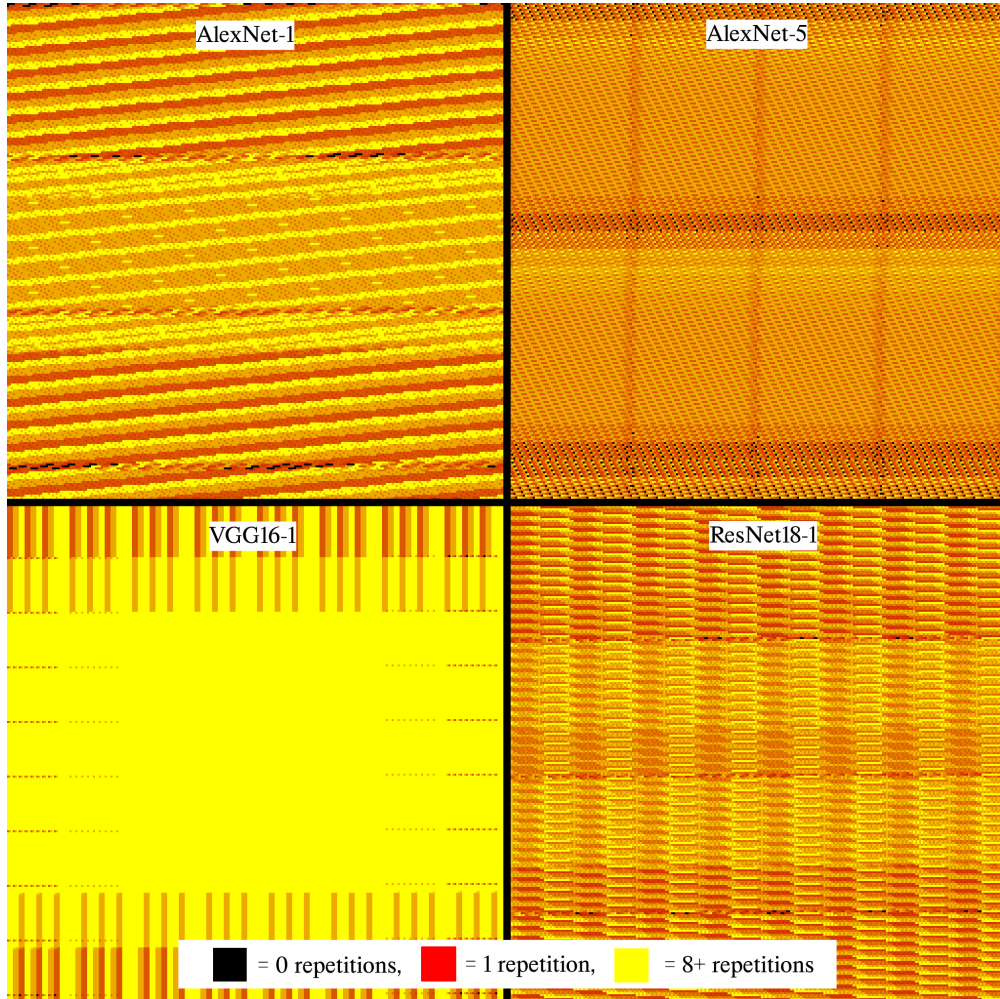 AlexNet-1
AlexNet-5
VGG16-1
ResNet18-1
= 0 repetitions, = 1 repetition, = 8+ repetitions